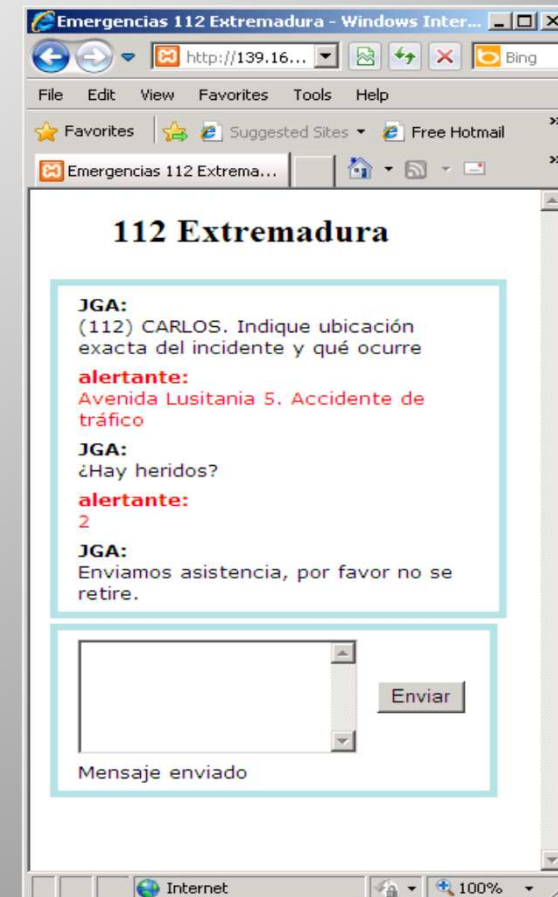 Emergencias 112 Extremadura - Windows Inter...
http://139.16...
Bing
File Edit View Favorites Tools Help
Favorites Suggested Sites Free Hotmail
Emergencias 112 Extrema...
112 Extremadura
JGA:
(112) CARLOS. Indique ubicación
exacta del incidente y qué ocurre
alertante:
Avenida Lusitania 5. Accidente de
tráfico
JGA:
¿Hay heridos?
alertante:
2
JGA:
Enviamos asistencia, por favor no se
retire.
Enviar
Mensaje enviado
Internet 100%